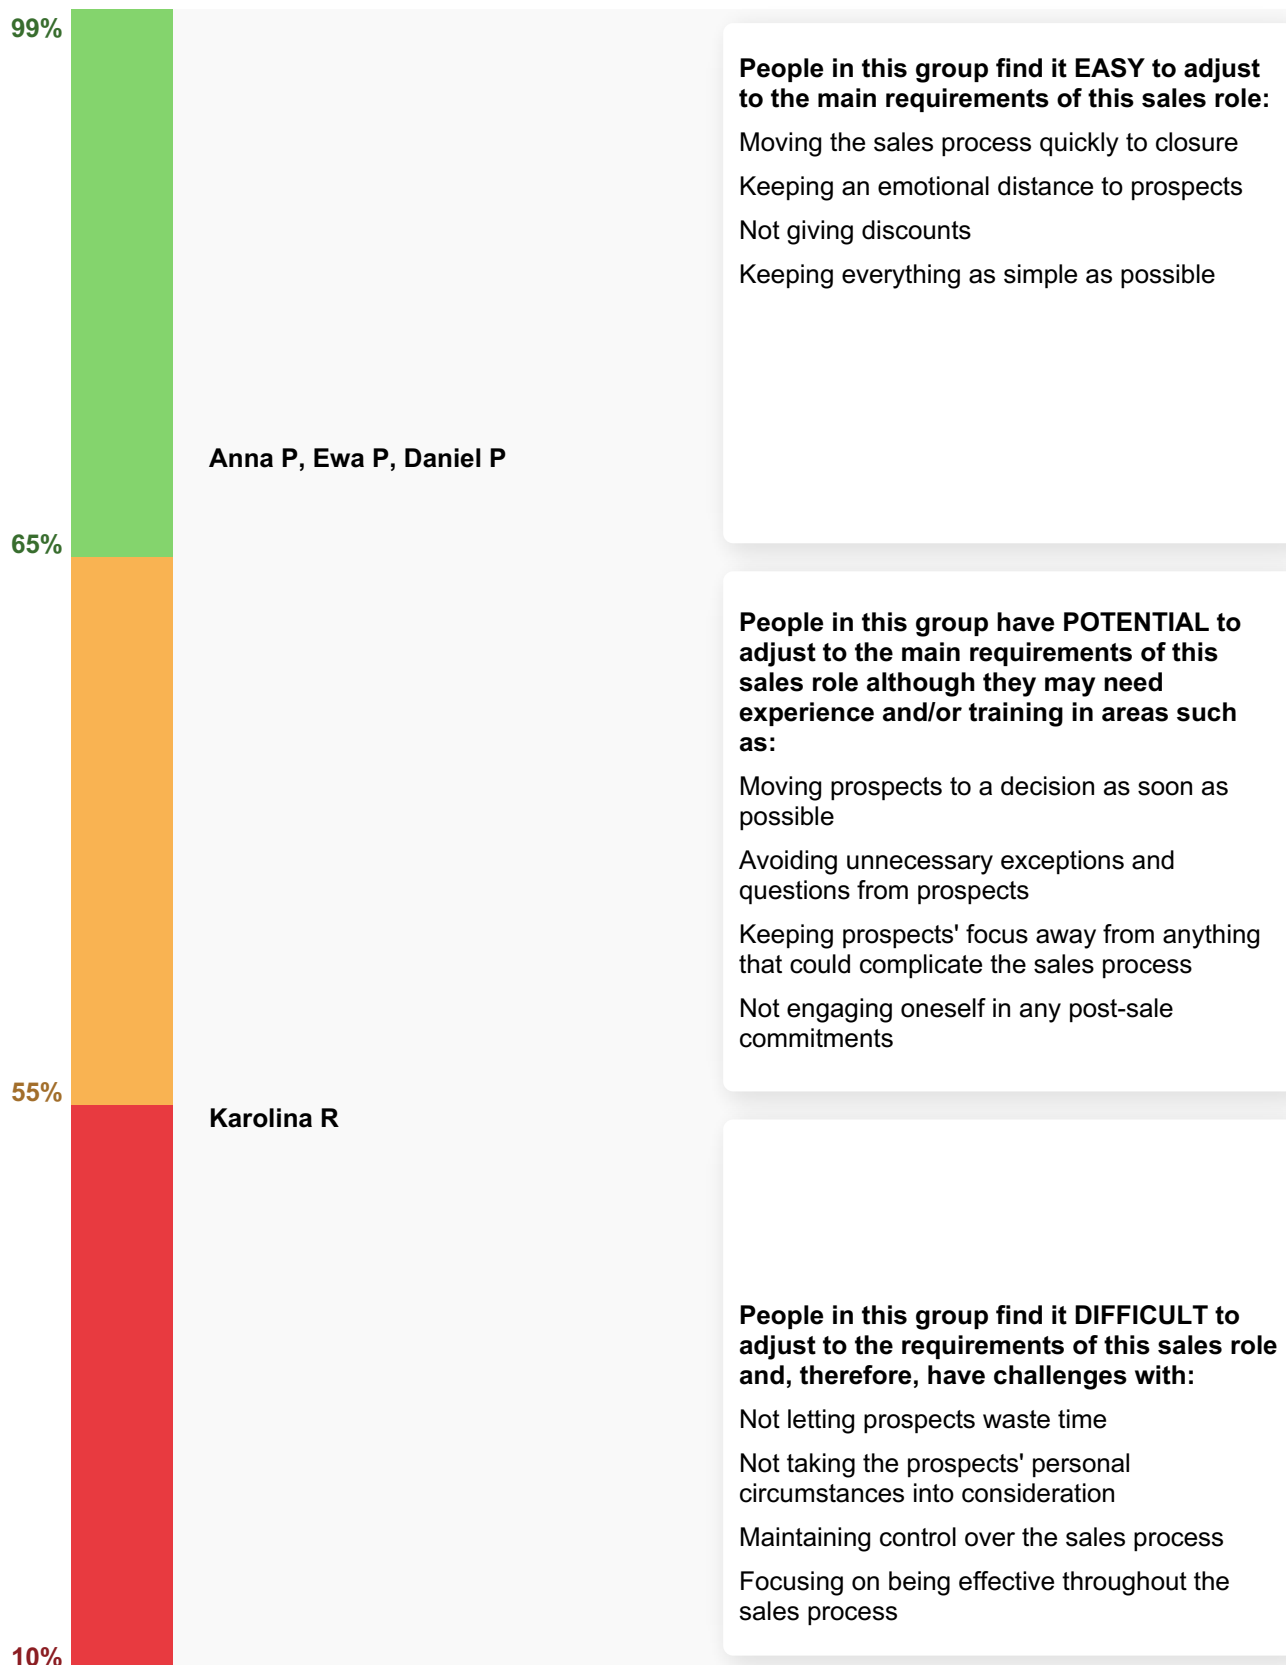 99%
People in this group find it EASY to adjust
to the main requirements of this sales role:
Moving the sales process quickly to closure
Keeping an emotional distance to prospects
Not giving discounts
Keeping everything as simple as possible
Anna P, Ewa P, Daniel P
65%
People in this group have POTENTIAL to
adjust to the main requirements of this
sales role although they may need
experience and/or training in areas such
as:
Moving prospects to a decision as soon as
possible
Avoiding unnecessary exceptions and
questions from prospects
Keeping prospects' focus away from anything
that could complicate the sales process
Not engaging oneself in any post-sale
commitments
55%
Karolina R
People in this group find it DIFFICULT to
adjust to the requirements of this sales role
and, therefore, have challenges with:
Not letting prospects waste time
Not taking the prospects' personal
circumstances into consideration
Maintaining control over the sales process
Focusing on being effective throughout the
sales process
10%